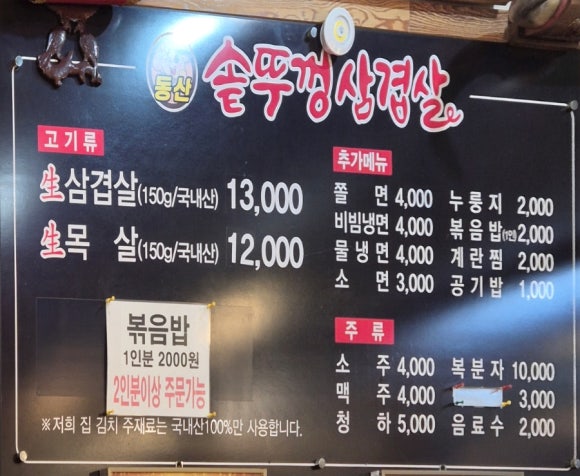 동산 솥뚜껑삼겹살
고기류
生삼겹살(150g/국내산) 13,000
生목 살(150g/국내산) 12,000
볶음밥
1인분 2000원
2인분이상 주문가능
※저희 집 김치 주재료는 국내산100%만 사용합니다.
추가메뉴
쫄 면 4,000 누룽지 2,000
비빔냉면 4,000 볶음밥(1인) 2,000
물냉면 4,000 계란찜 2,000
소 면 3,000 공기밥 1,000
주 류
소 주 4,000 복분자 10,000
맥 주 4,000 3,000
청 하 5,000 음료수 2,000